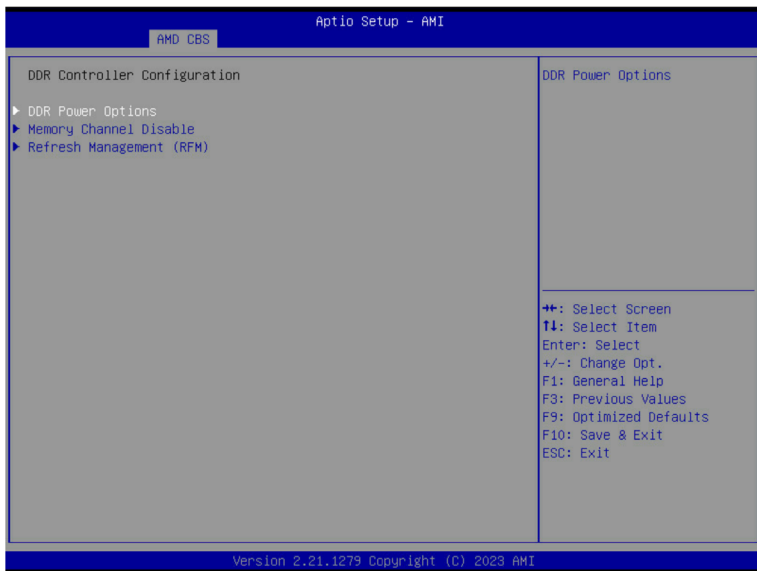 Aptio Setup – AMI
AMD CBS
DDR Controller Configuration
DDR Power Options
Memory Channel Disable
Refresh Management (RFM)
DDR Power Options
→←: Select Screen
↑↓: Select Item
Enter: Select
+/-: Change Opt.
F1: General Help
F3: Previous Values
F9: Optimized Defaults
F10: Save & Exit
ESC: Exit
Version 2.21.1279 Copyright (C) 2023 AMI